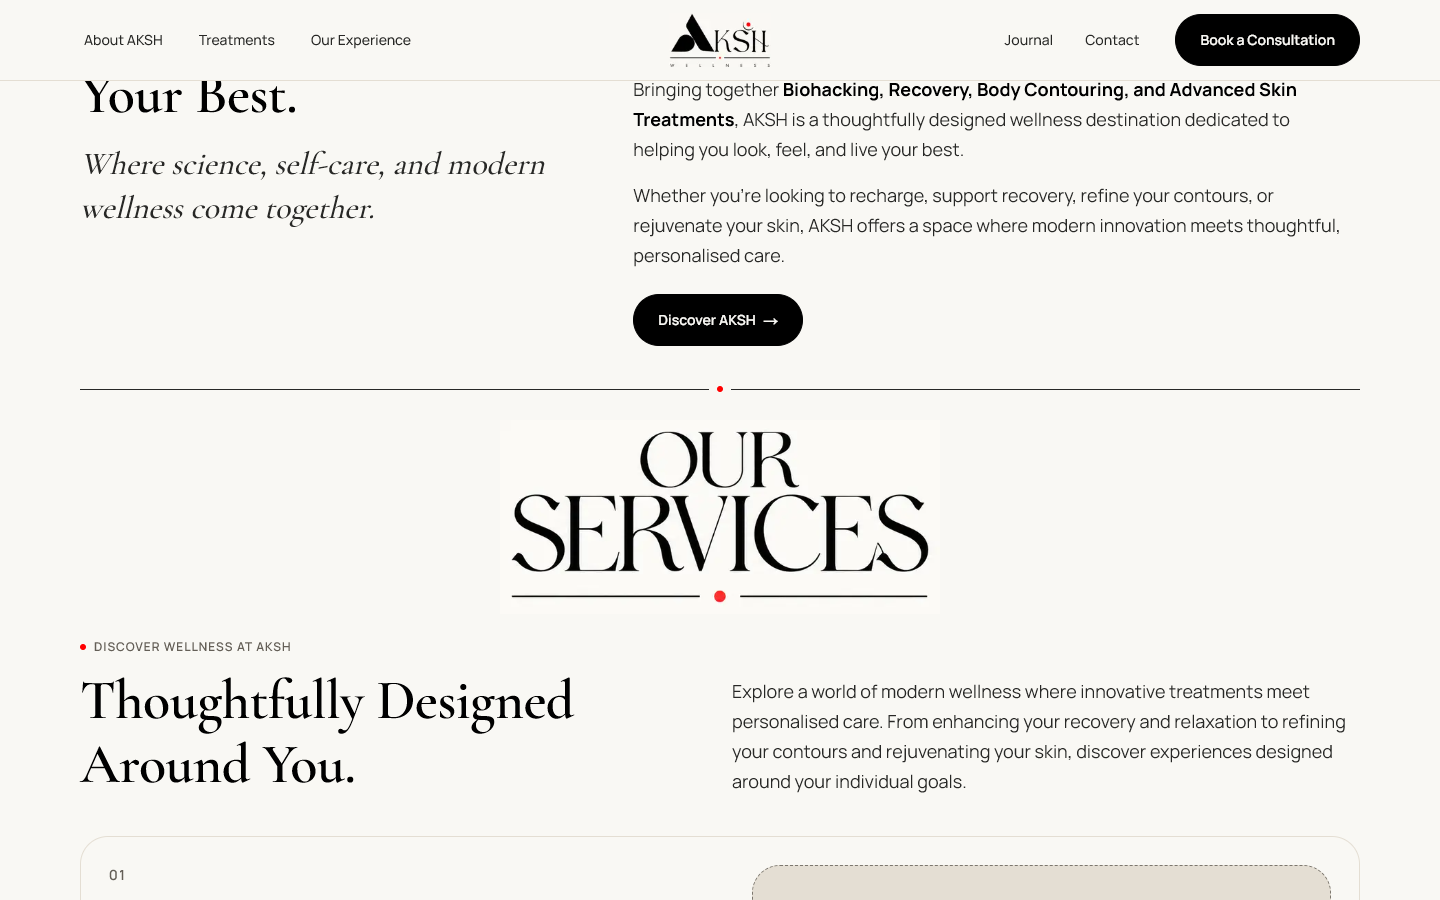 About AKSH
Treatments
Our Experience
AKSH
WELLNESS
Journal
Contact
Book a Consultation
Your Best.
Where science, self-care, and modern
wellness come together.
Bringing together Biohacking, Recovery, Body Contouring, and Advanced Skin
Treatments, AKSH is a thoughtfully designed wellness destination dedicated to
helping you look, feel, and live your best.
Whether you're looking to recharge, support recovery, refine your contours, or
rejuvenate your skin, AKSH offers a space where modern innovation meets thoughtful,
personalised care.
Discover AKSH →
OUR
SERVICES
DISCOVER WELLNESS AT AKSH
Thoughtfully Designed
Around You.
Explore a world of modern wellness where innovative treatments meet
personalised care. From enhancing your recovery and relaxation to refining
your contours and rejuvenating your skin, discover experiences designed
around your individual goals.
01